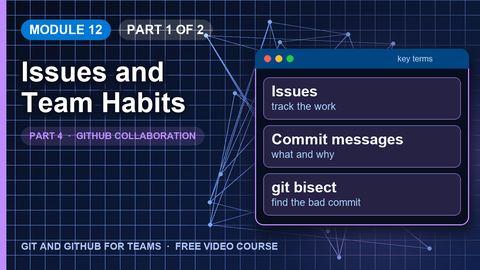 MODULE 12
PART 1 OF 2
Issues and
Team Habits
PART 4 · GITHUB COLLABORATION
key terms
Issues
track the work
Commit messages
what and why
git bisect
find the bad commit
GIT AND GITHUB FOR TEAMS · FREE VIDEO COURSE